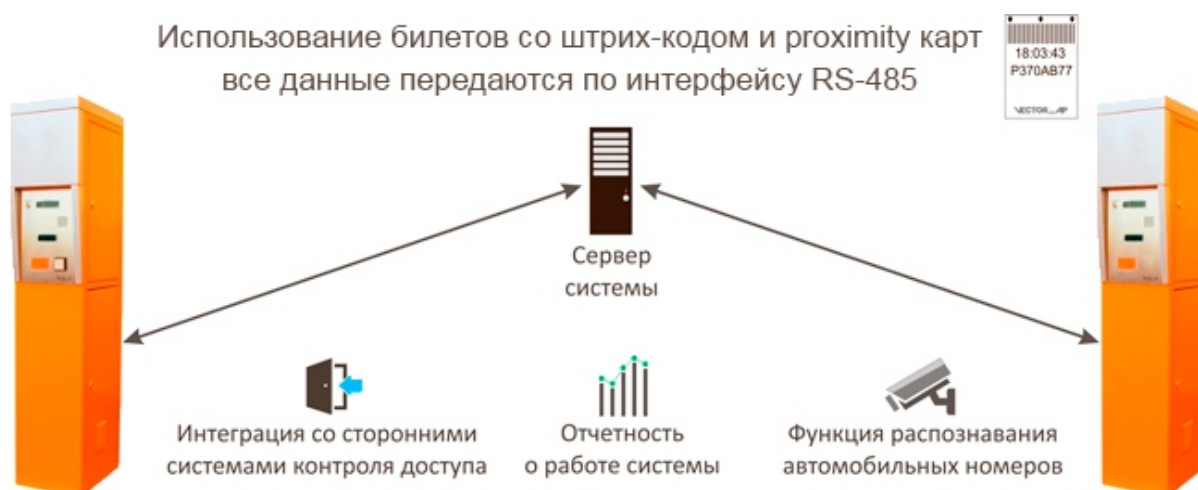 Использование билетов со штрих-кодом и proximity карт
все данные передаются по интерфейсу RS-485
18:03:43
P370AB77
VECTOR_AP
Сервер
системы
Интеграция со сторонними
системами контроля доступа
Отчетность
о работе системы
Функция распознавания
автомобильных номеров